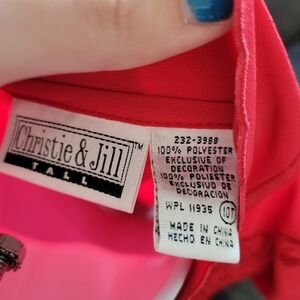 Christie & Jill™
TALL
232-3988
100% POLYESTER
EXCLUSIVE OF
DECORATION
100% POLIESTER
EXCLUSIVO DE
DECORACION
WPL 11935 10T
MADE IN CHINA
HECHO EN CHINA